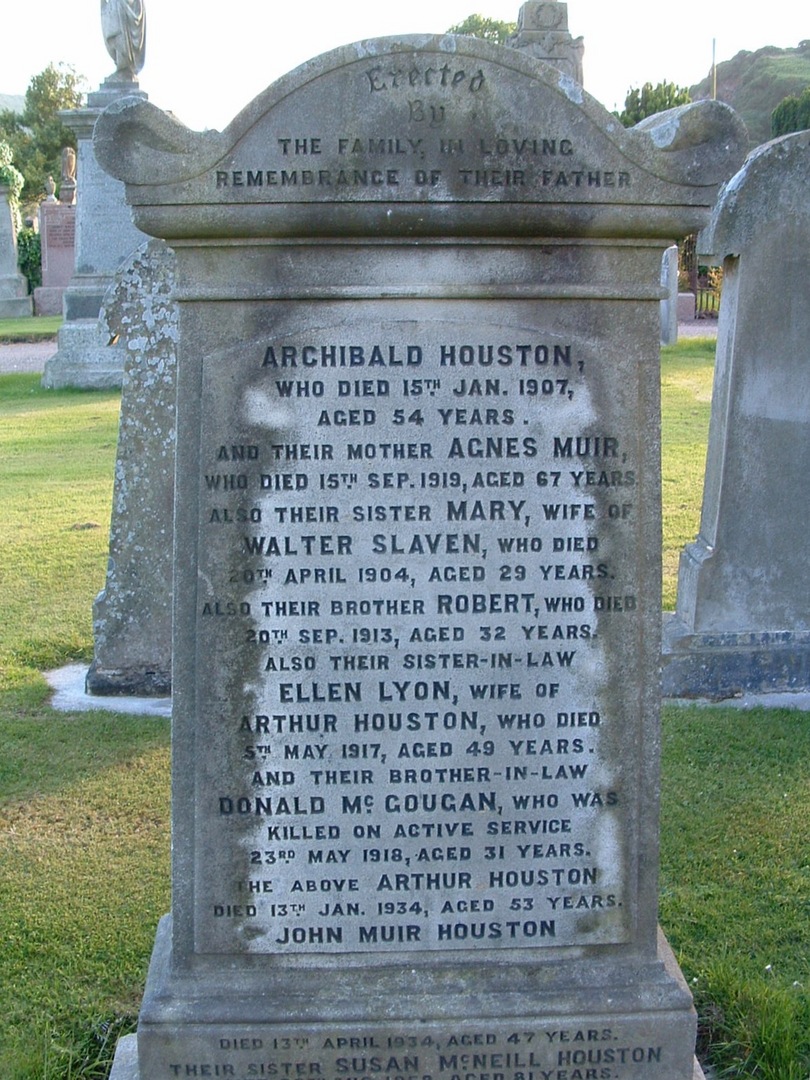 Erected
By
THE FAMILY, IN LOVING
REMEMBRANCE OF THEIR FATHER
ARCHIBALD HOUSTON,
WHO DIED 15TH JAN. 1907,
AGED 54 YEARS.
AND THEIR MOTHER AGNES MUIR,
WHO DIED 15TH SEP. 1919, AGED 67 YEARS
ALSO THEIR SISTER MARY, WIFE OF
WALTER SLAVEN, WHO DIED
20TH APRIL 1904, AGED 29 YEARS.
ALSO THEIR BROTHER ROBERT, WHO DIED
20TH SEP. 1913, AGED 32 YEARS.
ALSO THEIR SISTER-IN-LAW
ELLEN LYON, WIFE OF
ARTHUR HOUSTON, WHO DIED
5TH MAY 1917, AGED 49 YEARS.
AND THEIR BROTHER-IN-LAW
DONALD MC GOUGAN, WHO WAS
KILLED ON ACTIVE SERVICE
23RD MAY 1918, AGED 31 YEARS.
THE ABOVE ARTHUR HOUSTON
DIED 13TH JAN. 1934, AGED 53 YEARS.
JOHN MUIR HOUSTON
DIED 13TH APRIL 1934, AGED 47 YEARS.
THEIR SISTER SUSAN MCNEILL HOUSTON
AGED 81 YEARS.